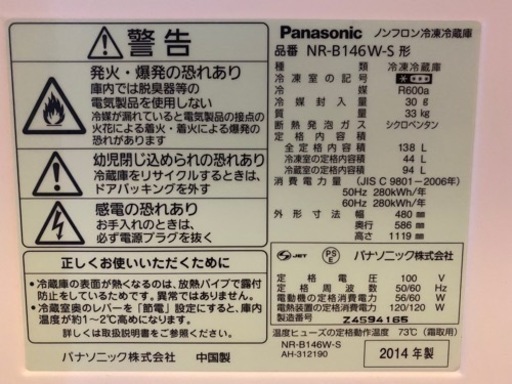 警告
発火・爆発の恐れあり
庫内では脱臭器等の
電気製品を使用しない
冷媒が漏れていると電気製品の接点の
火花による着火・着火による爆発の
恐れがあります
幼児閉じ込められの恐れあり
冷蔵庫をリサイクルするときは、
ドアパッキングを外す
感電の恐れあり
お手入れのときは、
必ず電源プラグを抜く
正しくお使いいただくために
●冷蔵庫の表面が熱くなるのは、放熱パイプで露付
防止をしているためです。異常ではありません。
●冷蔵室奥のレバーを「節電」設定にすると、庫内
温度が約1~2℃高めになります。
詳しくは取扱説明書をご参照ください。
パナソニック株式会社 中国製
Panasonic ノンフロン冷凍冷蔵庫
品番 NR-B146W-S 形
種類 冷凍冷蔵庫
冷凍室の記号
冷媒 R600a
冷媒封入量 30g
質量 33kg
断熱発泡ガス シクロペンタン
定格内容積
全定格内容積 138 L
冷凍室定格内容積 44 L
冷蔵室定格内容積 94 L
消費電力量 (JIS C 9801-2006年)
50Hz 280kWh/年
60Hz 280kWh/年
外形寸法 幅 480 mm
奥行 586 mm
高さ 1119 mm
JET PS E パナソニック株式会社
定格電圧 100 V
定格周波数 50/60 Hz
電動機の定格消費電力 56/60 W
電熱装置の定格消費電力 120/120 W
製造番号 Z4594165
温度ヒューズの定格動作温度 73℃(霜取用)
NR-B146W-S
AH-312190
2014 年製